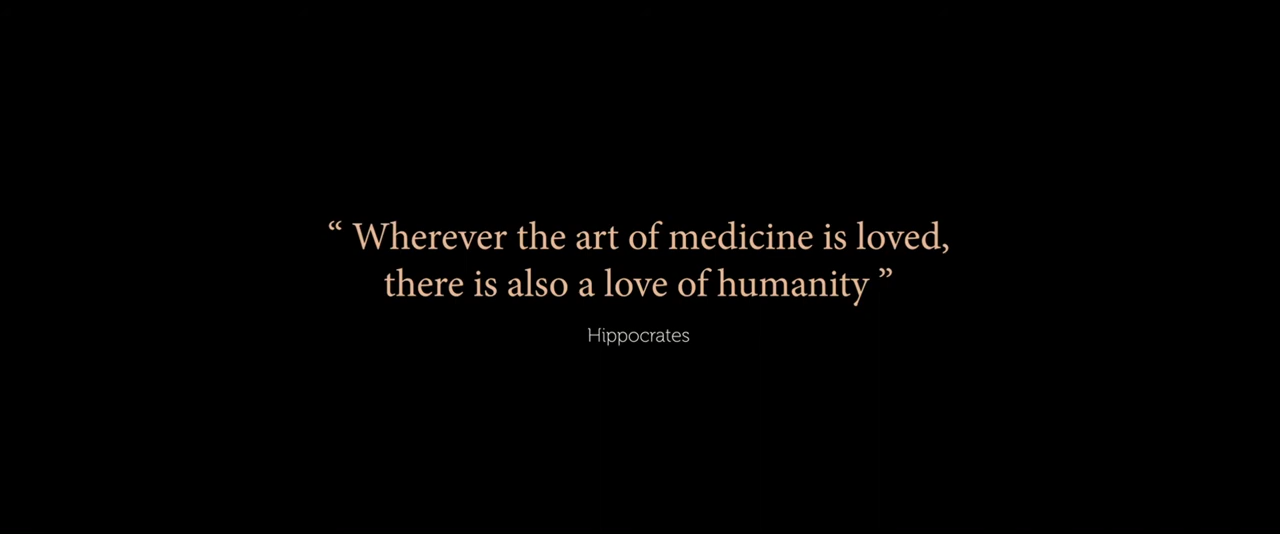 “ Wherever the art of medicine is loved,
there is also a love of humanity ”
Hippocrates